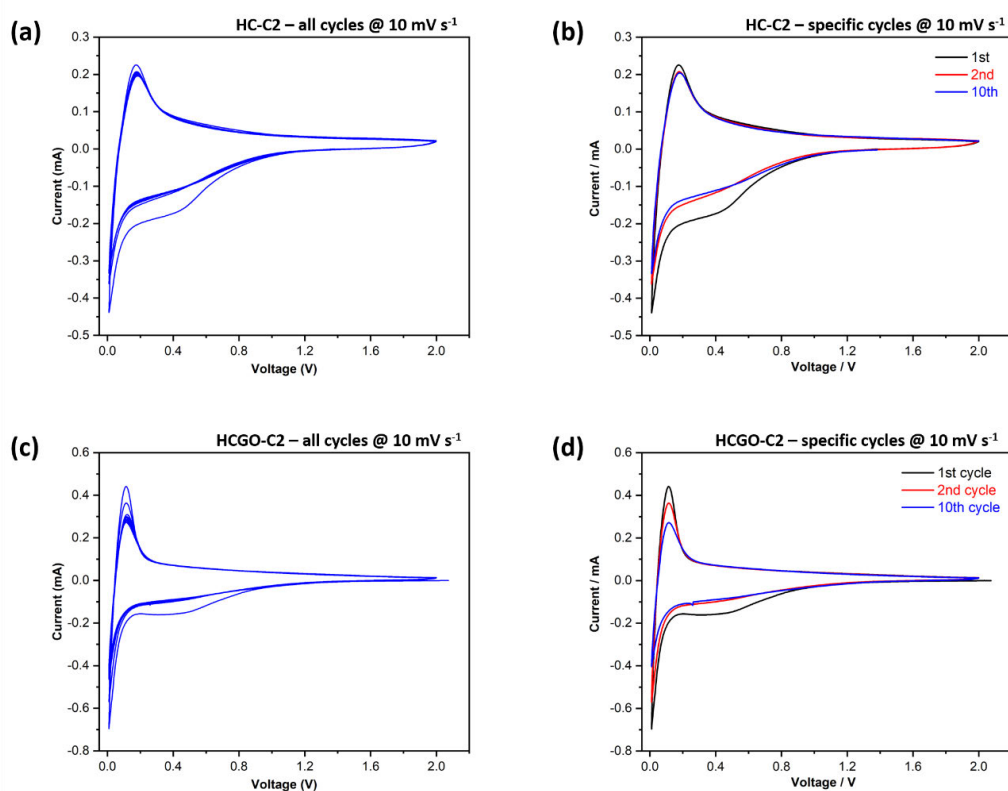 (a)
HC-C2 – all cycles @ 10 mV s⁻¹
0.3
0.2
0.1
0.0
-0.1
-0.2
-0.3
-0.4
-0.5
Current (mA)
0.0 0.4 0.8 1.2 1.6 2.0
Voltage (V)
(b)
HC-C2 – specific cycles @ 10 mV s⁻¹
1st
2nd
10th
0.3
0.2
0.1
0.0
-0.1
-0.2
-0.3
-0.4
-0.5
Current / mA
0.0 0.4 0.8 1.2 1.6 2.0
Voltage / V
(c)
HCGO-C2 – all cycles @ 10 mV s⁻¹
0.6
0.4
0.2
0.0
-0.2
-0.4
-0.6
-0.8
Current (mA)
0.0 0.4 0.8 1.2 1.6 2.0
Voltage (V)
(d)
HCGO-C2 – specific cycles @ 10 mV s⁻¹
1st cycle
2nd cycle
10th cycle
0.6
0.4
0.2
0.0
-0.2
-0.4
-0.6
-0.8
Current / mA
0.0 0.4 0.8 1.2 1.6 2.0
Voltage / V